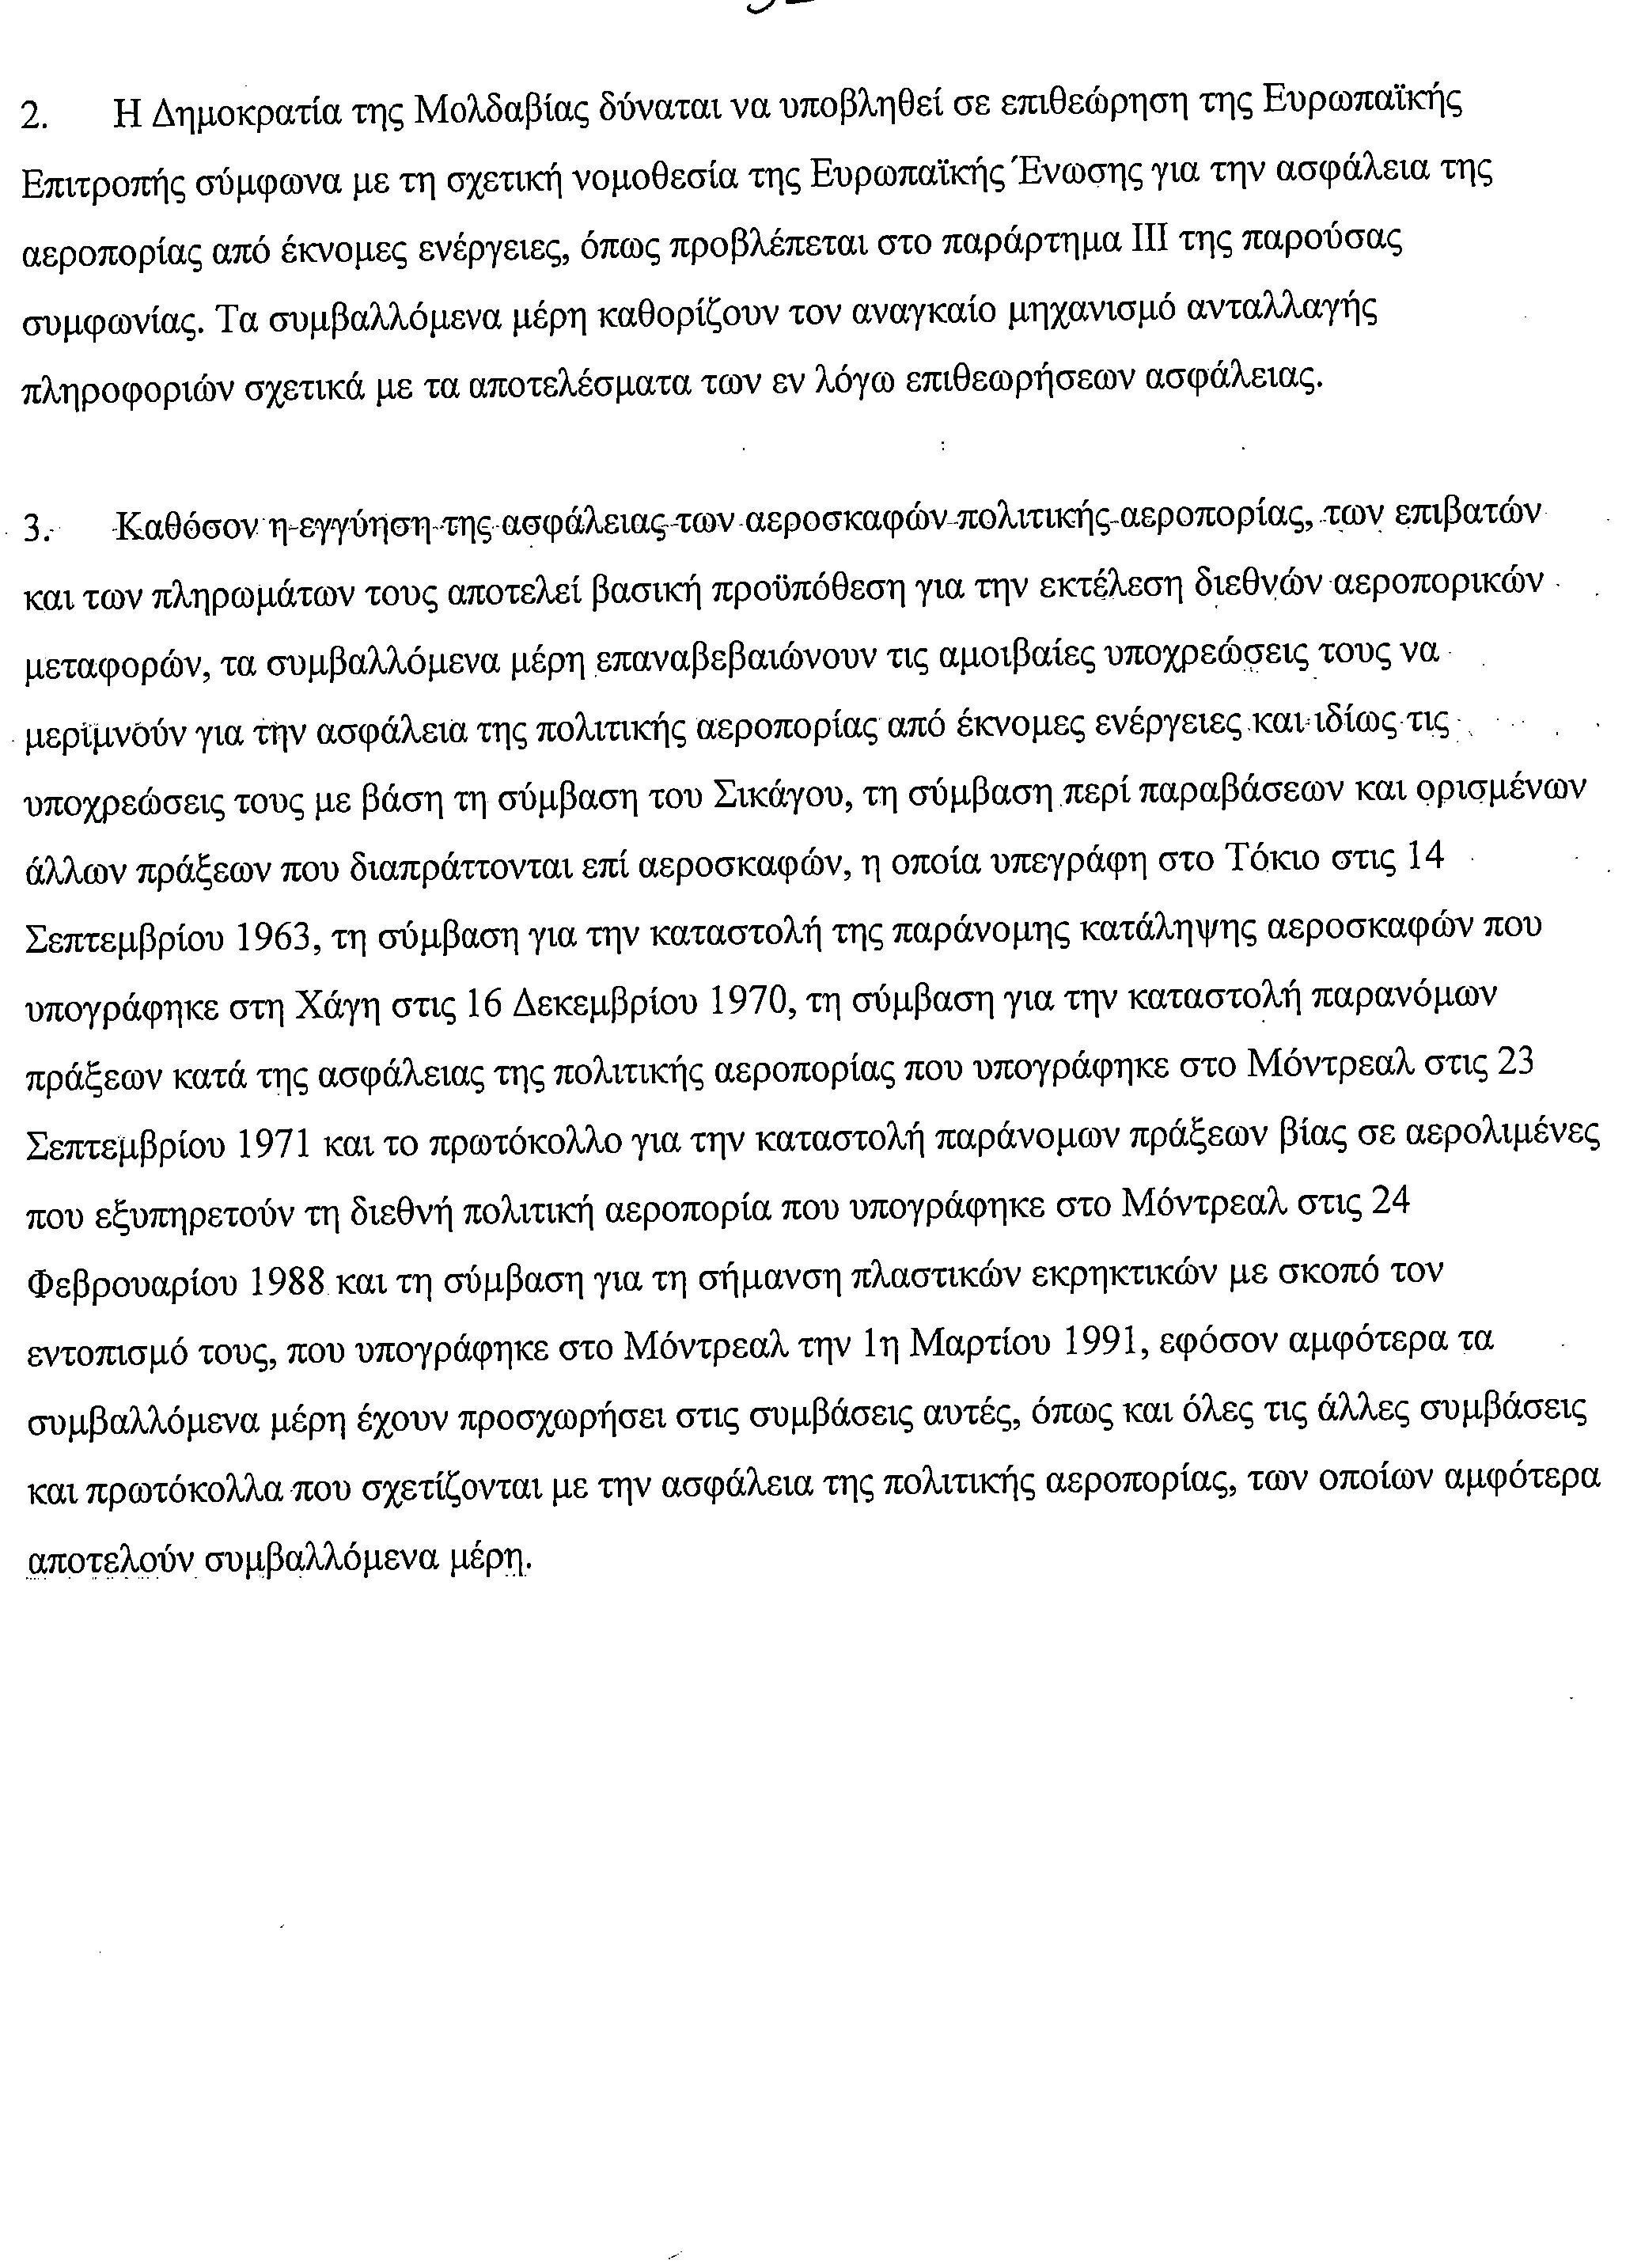 2. Η Δημοκρατία της Μολδαβίας δύναται να υποβληθεί σε επιθεώρηση της Ευρωπαϊκής
Επιτροπής σύμφωνα με τη σχετική νομοθεσία της Ευρωπαϊκής Ένωσης για την ασφάλεια της
αεροπορίας από έκνομες ενέργειες, όπως προβλέπεται στο παράρτημα III της παρούσας
συμφωνίας. Τα συμβαλλόμενα μέρη καθορίζουν τον αναγκαίο μηχανισμό ανταλλαγής
πληροφοριών σχετικά με τα αποτελέσματα των εν λόγω επιθεωρήσεων ασφάλειας.
3. Καθόσον η εγγύηση της ασφάλειας των αεροσκαφών πολιτικής αεροπορίας, των επιβατών
και των πληρωμάτων τους αποτελεί βασική προϋπόθεση για την εκτέλεση διεθνών αεροπορικών
μεταφορών, τα συμβαλλόμενα μέρη επαναβεβαιώνουν τις αμοιβαίες υποχρεώσεις τους να
μεριμνούν για την ασφάλεια της πολιτικής αεροπορίας από έκνομες ενέργειες και ιδίως τις
υποχρεώσεις τους με βάση τη σύμβαση του Σικάγου, τη σύμβαση περί παραβάσεων και ορισμένων
άλλων πράξεων που διαπράττονται επί αεροσκαφών, η οποία υπεγράφη στο Τόκιο στις 14
Σεπτεμβρίου 1963, τη σύμβαση για την καταστολή της παράνομης κατάληψης αεροσκαφών που
υπογράφηκε στη Χάγη στις 16 Δεκεμβρίου 1970, τη σύμβαση για την καταστολή παρανόμων
πράξεων κατά της ασφάλειας της πολιτικής αεροπορίας που υπογράφηκε στο Μόντρεαλ στις 23
Σεπτεμβρίου 1971 και το πρωτόκολλο για την καταστολή παράνομων πράξεων βίας σε αερολιμένες
που εξυπηρετούν τη διεθνή πολιτική αεροπορία που υπογράφηκε στο Μόντρεαλ στις 24
Φεβρουαρίου 1988 και τη σύμβαση για τη σήμανση πλαστικών εκρηκτικών με σκοπό τον
εντοπισμό τους, που υπογράφηκε στο Μόντρεαλ την 1η Μαρτίου 1991, εφόσον αμφότερα τα
συμβαλλόμενα μέρη έχουν προσχωρήσει στις συμβάσεις αυτές, όπως και όλες τις άλλες συμβάσεις
και πρωτόκολλα που σχετίζονται με την ασφάλεια της πολιτικής αεροπορίας, των οποίων αμφότερα
αποτελούν συμβαλλόμενα μέρη.